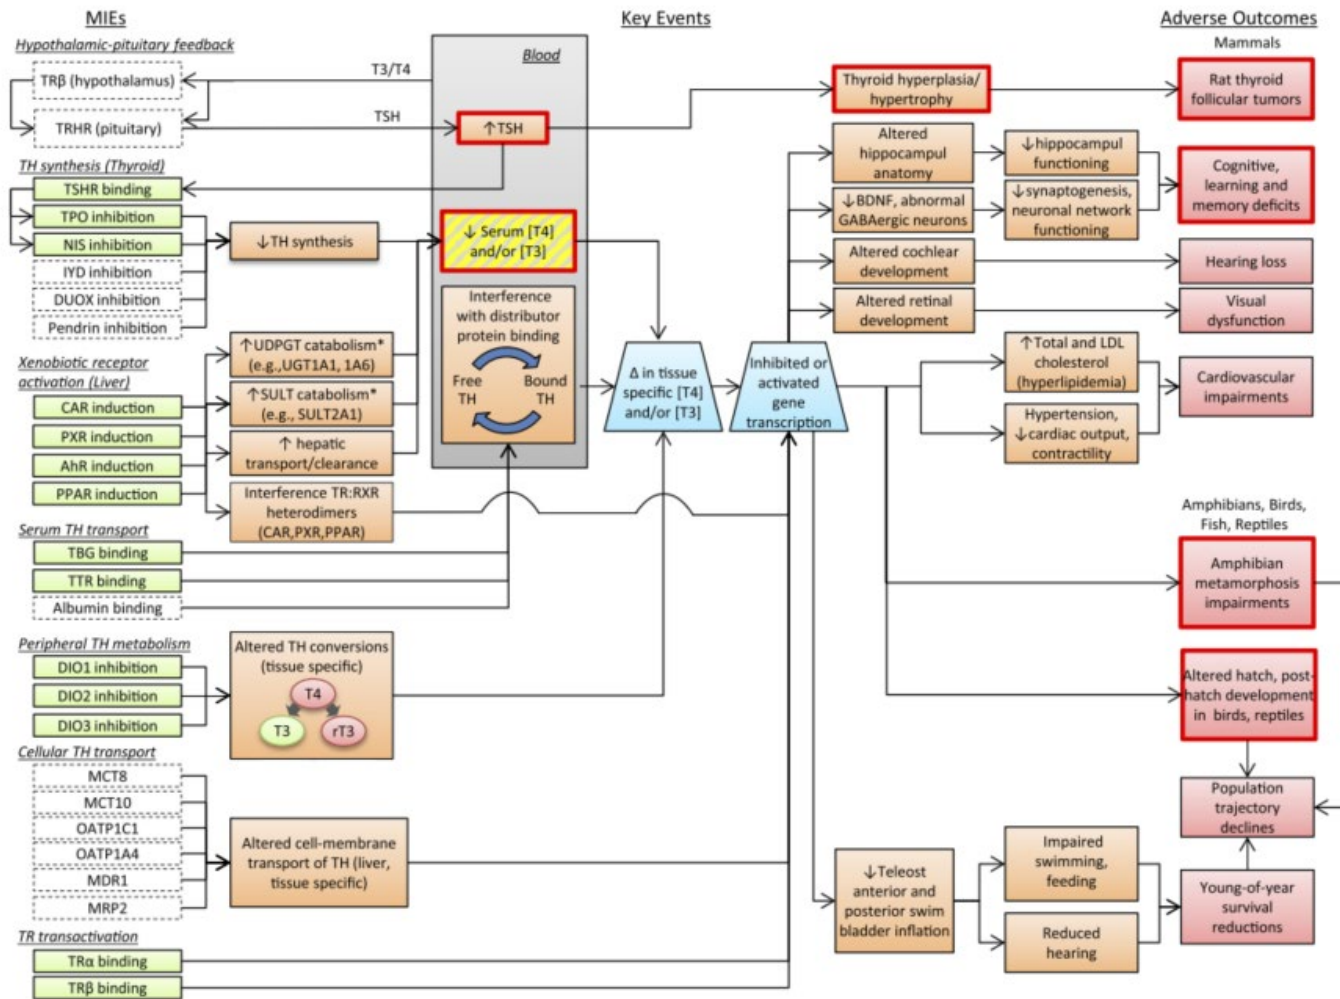 MIEs
Key Events
Adverse Outcomes
Hypothalamic-pituitary feedback
TRβ (hypothalamus)
TRHR (pituitary)
T3/T4
TSH
Blood
↑TSH
Thyroid hyperplasia/
hypertrophy
Mammals
Rat thyroid
follicular tumors
TH synthesis (Thyroid)
TSHR binding
TPO inhibition
NIS inhibition
IYD inhibition
DUOX inhibition
Pendrin inhibition
↓TH synthesis
↓ Serum [T4]
and/or [T3]
Interference
with distributor
protein binding
Free
TH
Bound
TH
Altered
hippocampul
anatomy
↓hippocampul
functioning
↓BDNF, abnormal
GABAergic neurons
↓synaptogenesis,
neuronal network
functioning
Cognitive,
learning and
memory deficits
Altered cochlear
development
Hearing loss
Altered retinal
development
Visual
dysfunction
Xenobiotic receptor
activation (Liver)
CAR induction
PXR induction
AhR induction
PPAR induction
↑UDPGT catabolism*
(e.g.,UGT1A1, 1A6)
↑SULT catabolism*
(e.g., SULT2A1)
↑ hepatic
transport/clearance
Interference TR:RXR
heterodimers
(CAR,PXR,PPAR)
Δ in tissue
specific [T4]
and/or [T3]
Inhibited or
activated
gene
transcription
↑Total and LDL
cholesterol
(hyperlipidemia)
Hypertension,
↓cardiac output,
contractility
Cardiovascular
impairments
Serum TH transport
TBG binding
TTR binding
Albumin binding
Amphibians, Birds,
Fish, Reptiles
Amphibian
metamorphosis
impairments
Peripheral TH metabolism
DIO1 inhibition
DIO2 inhibition
DIO3 inhibition
Altered TH conversions
(tissue specific)
T4
T3
rT3
Altered hatch, post-
hatch development
in birds, reptiles
Cellular TH transport
MCT8
MCT10
OATP1C1
OATP1A4
MDR1
MRP2
Altered cell-membrane
transport of TH (liver,
tissue specific)
Population
trajectory
declines
↓Teleost
anterior and
posterior swim
bladder inflation
Impaired
swimming,
feeding
Reduced
hearing
Young-of-year
survival
reductions
TR transactivation
TRα binding
TRβ binding